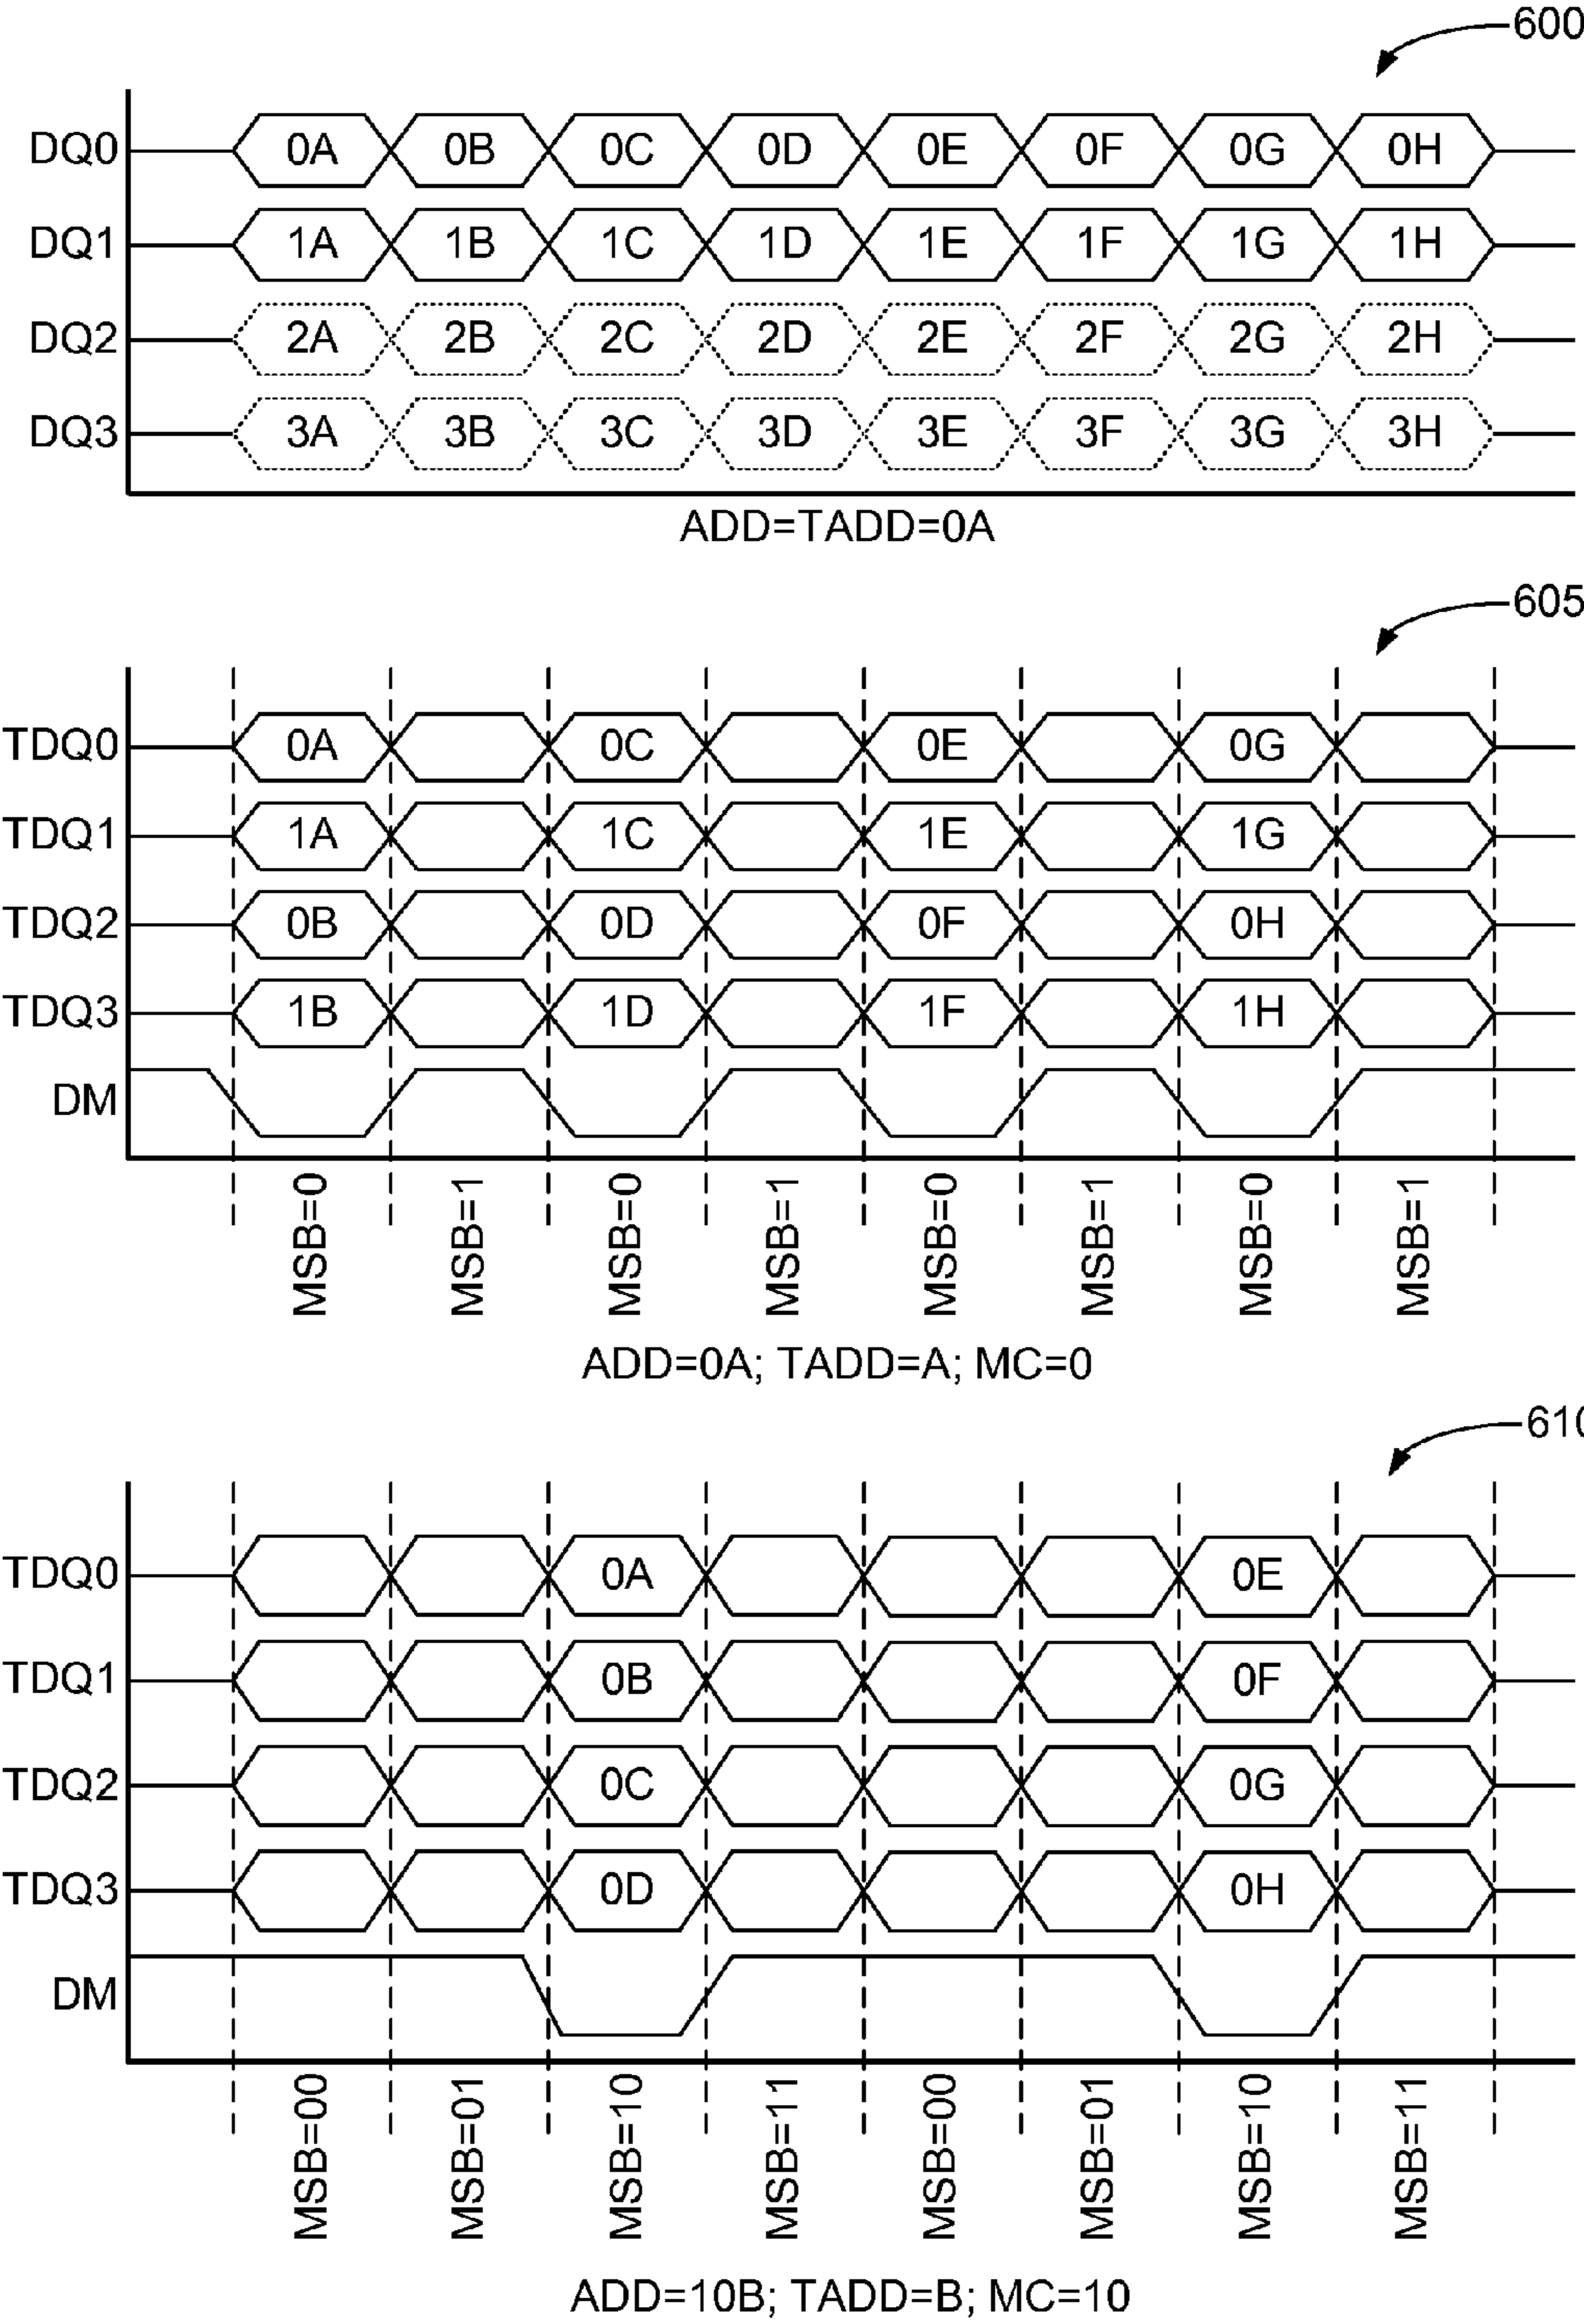 600
DQ0 0A 0B 0C 0D 0E 0F 0G 0H
DQ1 1A 1B 1C 1D 1E 1F 1G 1H
DQ2 2A 2B 2C 2D 2E 2F 2G 2H
DQ3 3A 3B 3C 3D 3E 3F 3G 3H
ADD=TADD=0A
605
TDQ0 0A 0C 0E 0G
TDQ1 1A 1C 1E 1G
TDQ2 0B 0D 0F 0H
TDQ3 1B 1D 1F 1H
DM
MSB=0 MSB=1 MSB=0 MSB=1 MSB=0 MSB=1 MSB=0 MSB=1
ADD=0A; TADD=A; MC=0
610
TDQ0 0A 0E
TDQ1 0B 0F
TDQ2 0C 0G
TDQ3 0D 0H
DM
MSB=00 MSB=01 MSB=10 MSB=11 MSB=00 MSB=01 MSB=10 MSB=11
ADD=10B; TADD=B; MC=10